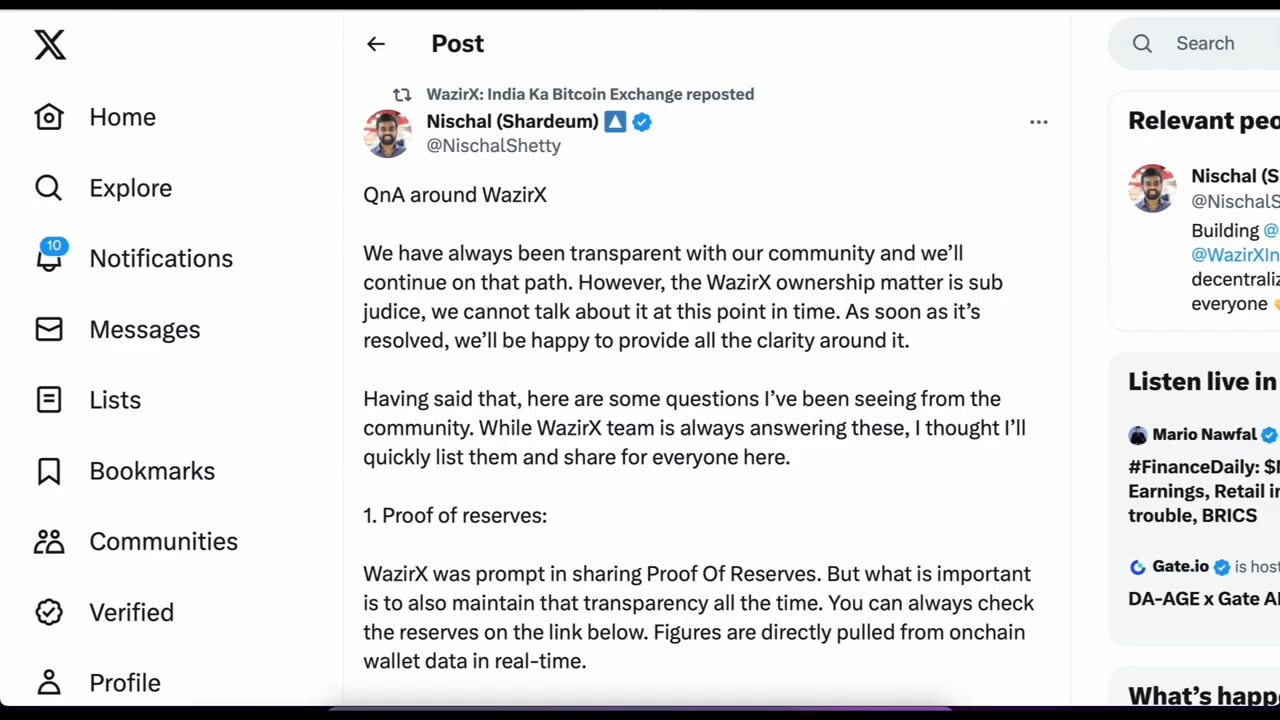 Home
Explore
10
Notifications
Messages
Lists
Bookmarks
Communities
Verified
Profile
Post
WazirX: India Ka Bitcoin Exchange reposted
Nischal (Shardeum)
@NischalShetty
QnA around WazirX
We have always been transparent with our community and we’ll
continue on that path. However, the WazirX ownership matter is sub
judice, we cannot talk about it at this point in time. As soon as it’s
resolved, we’ll be happy to provide all the clarity around it.
Having said that, here are some questions I’ve been seeing from the
community. While WazirX team is always answering these, I thought I’ll
quickly list them and share for everyone here.
1. Proof of reserves:
WazirX was prompt in sharing Proof Of Reserves. But what is important
is to also maintain that transparency all the time. You can always check
the reserves on the link below. Figures are directly pulled from onchain
wallet data in real-time.
Search
Relevant peo
Nischal (S
@NischalS
Building @
@WazirXIn
decentraliz
everyone
Listen live in
Mario Nawfal
#FinanceDaily: $
Earnings, Retail in
trouble, BRICS
Gate.io is host
DA-AGE x Gate A
What’s happe